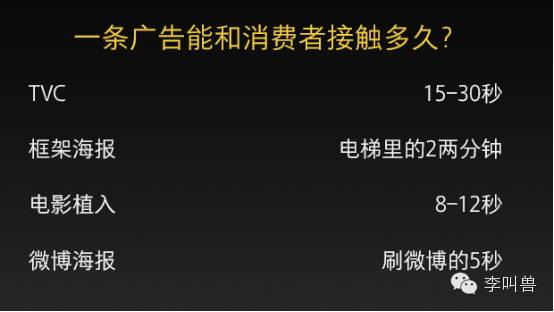 一条广告能和消费者接触多久?
TVC 15-30秒
框架海报 电梯里的2两分钟
电影植入 8-12秒
微博海报 刷微博的5秒
李叫兽